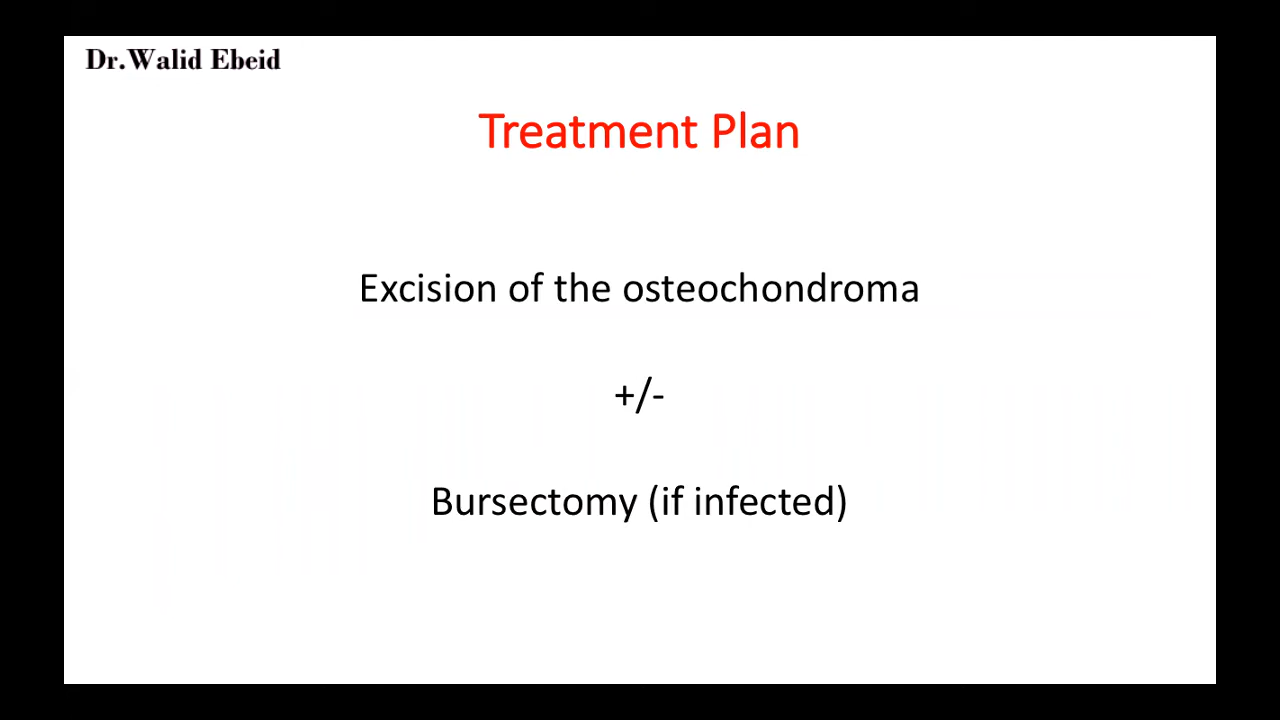 Dr.Walid Ebeid
Treatment Plan
Excision of the osteochondroma
+/-
Bursectomy (if infected)